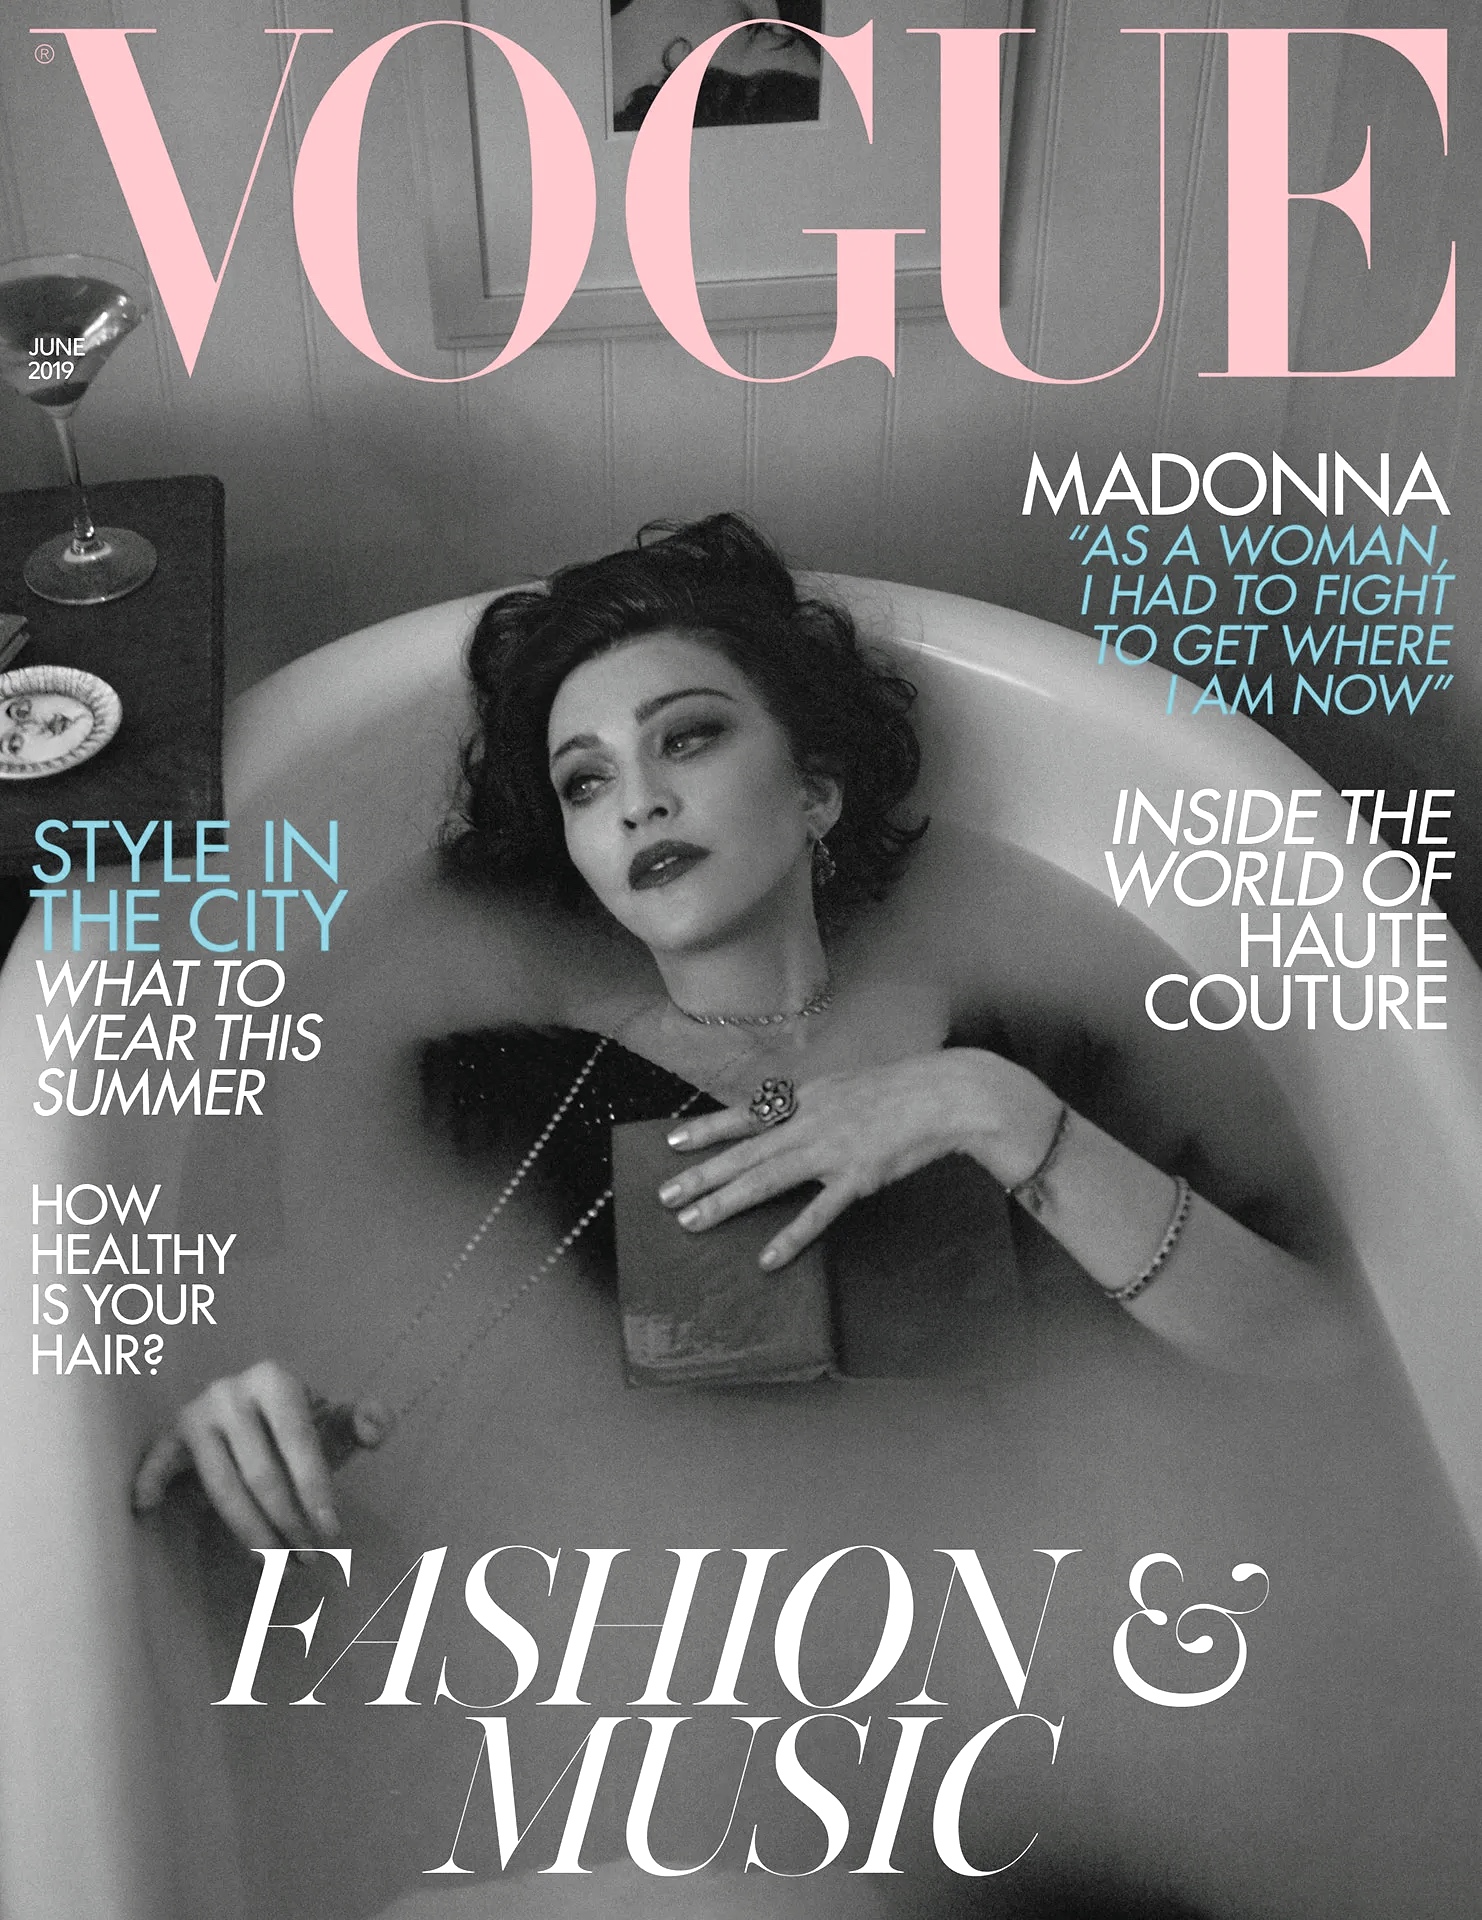 VOGUE
®
JUNE
2019
MADONNA
“AS A WOMAN,
I HAD TO FIGHT
TO GET WHERE
I AM NOW”
INSIDE THE
WORLD OF
HAUTE
COUTURE
STYLE IN
THE CITY
WHAT TO
WEAR THIS
SUMMER
HOW
HEALTHY
IS YOUR
HAIR?
FASHION &
MUSIC